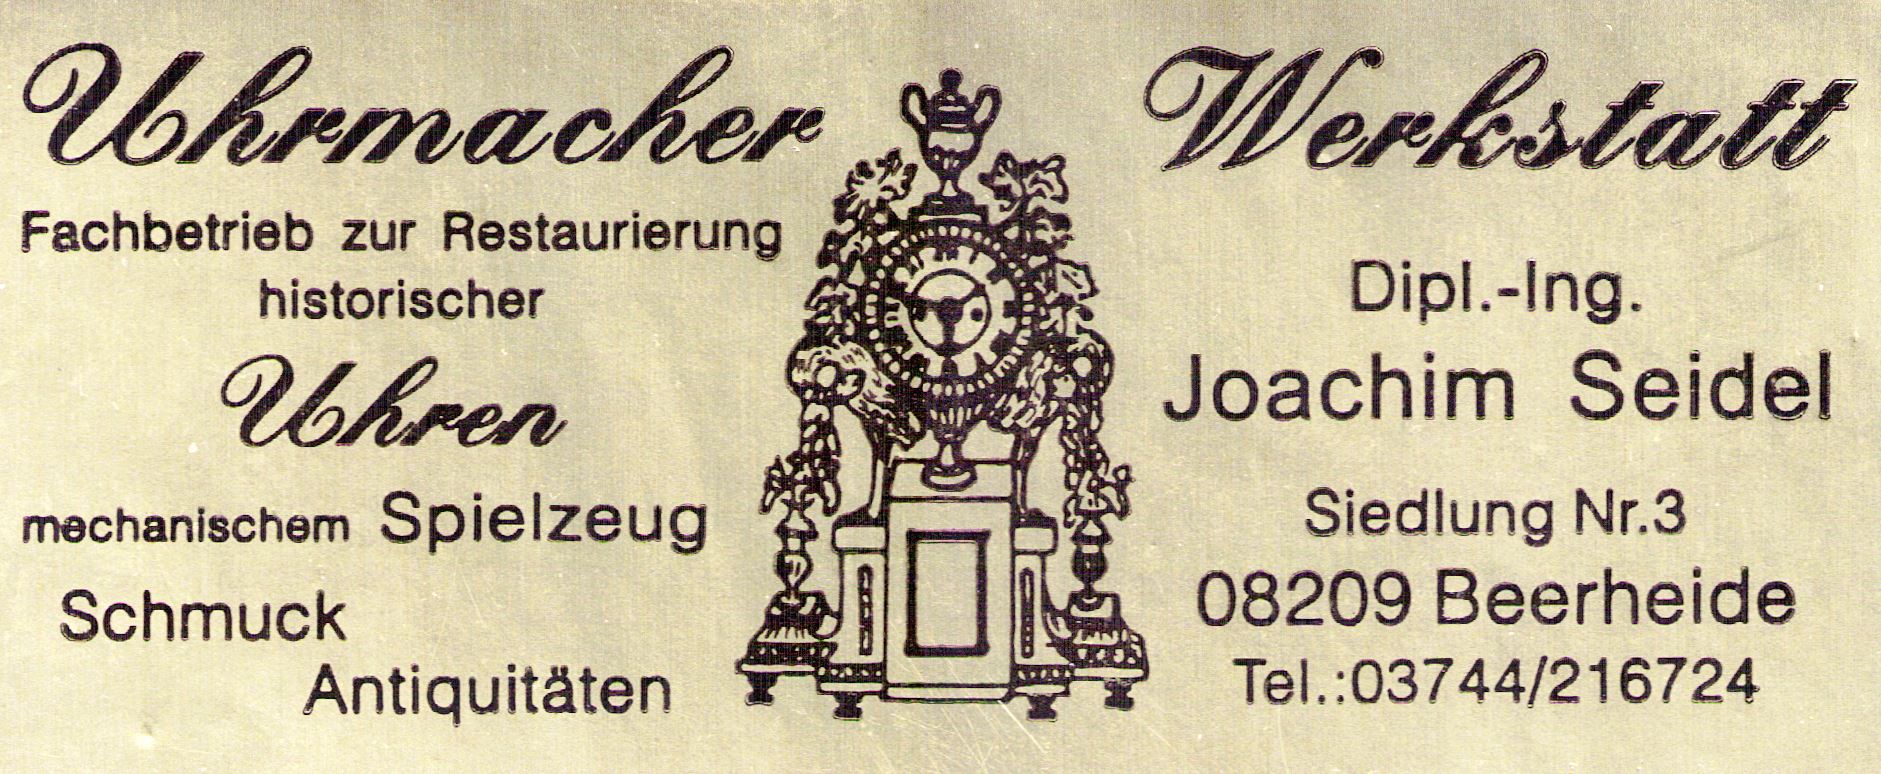 Uhrmacher Werkstatt
Fachbetrieb zur Restaurierung
historischer
Uhren
mechanischem Spielzeug
Schmuck
Antiquitäten
Dipl.-Ing.
Joachim Seidel
Siedlung Nr.3
08209 Beerheide
Tel.:03744/216724